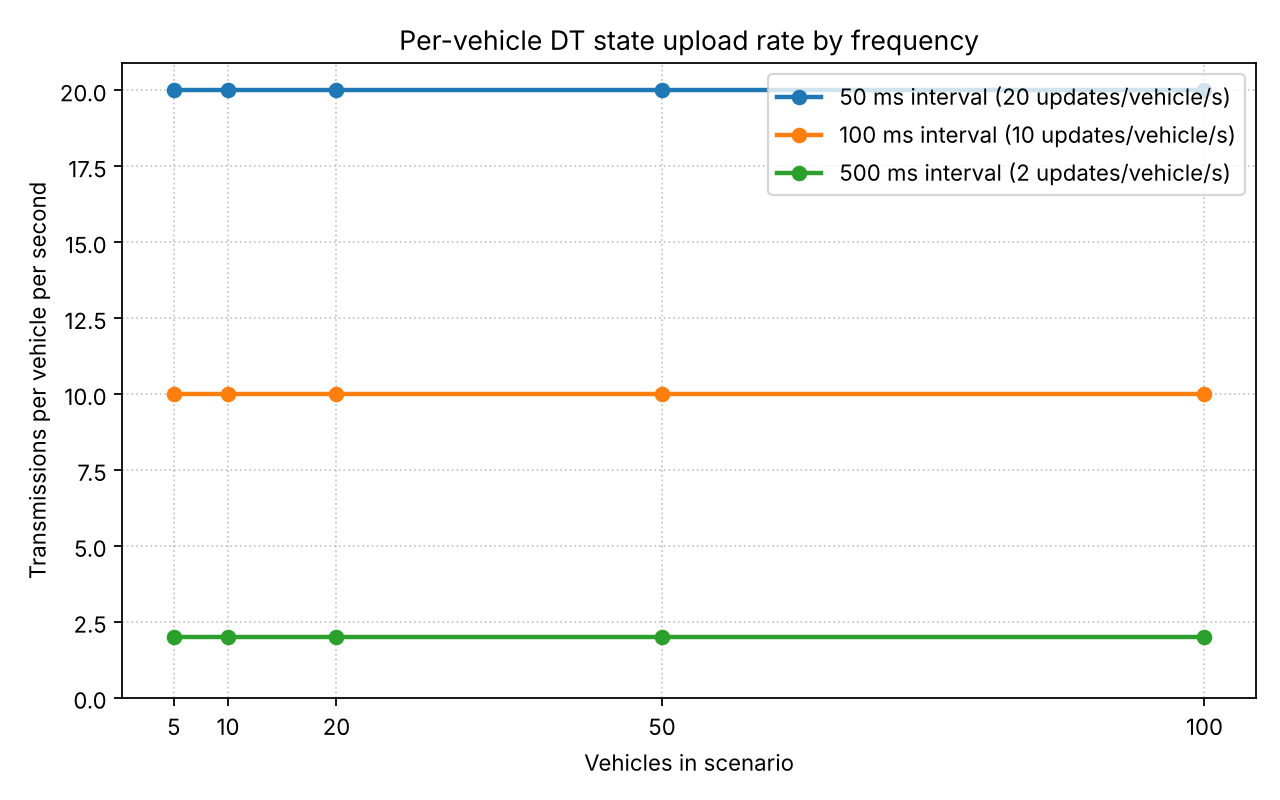 Per-vehicle DT state upload rate by frequency
50 ms interval (20 updates/vehicle/s)
100 ms interval (10 updates/vehicle/s)
500 ms interval (2 updates/vehicle/s)
Transmissions per vehicle per second
20.0
17.5
15.0
12.5
10.0
7.5
5.0
2.5
0.0
5 10 20 50 100
Vehicles in scenario